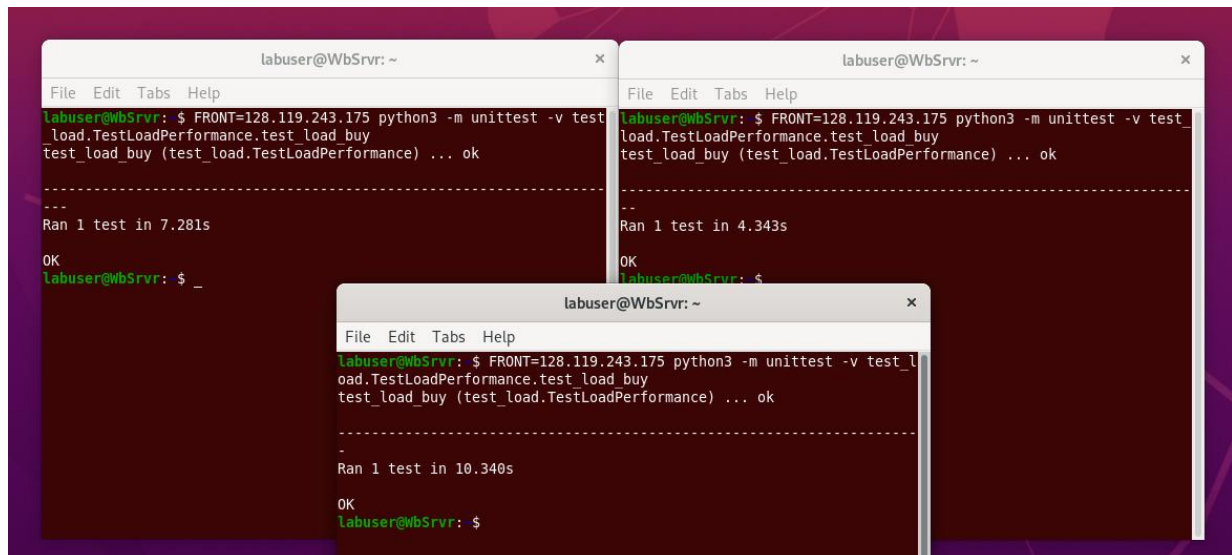 labuser@WbSrvr: ~ ×
File Edit Tabs Help
labuser@WbSrvr:~$ FRONT=128.119.243.175 python3 -m unittest -v test
_load.TestLoadPerformance.test_load_buy
test_load_buy (test_load.TestLoadPerformance) ... ok
----------------------------------------------------------------------
Ran 1 test in 7.281s
OK
labuser@WbSrvr:~$ _
labuser@WbSrvr: ~ ×
File Edit Tabs Help
labuser@WbSrvr:~$ FRONT=128.119.243.175 python3 -m unittest -v test_
load.TestLoadPerformance.test_load_buy
test_load_buy (test_load.TestLoadPerformance) ... ok
----------------------------------------------------------------------
Ran 1 test in 4.343s
OK
labuser@WbSrvr:~$
labuser@WbSrvr: ~ ×
File Edit Tabs Help
labuser@WbSrvr:~$ FRONT=128.119.243.175 python3 -m unittest -v test_l
oad.TestLoadPerformance.test_load_buy
test_load_buy (test_load.TestLoadPerformance) ... ok
----------------------------------------------------------------------
Ran 1 test in 10.340s
OK
labuser@WbSrvr:~$